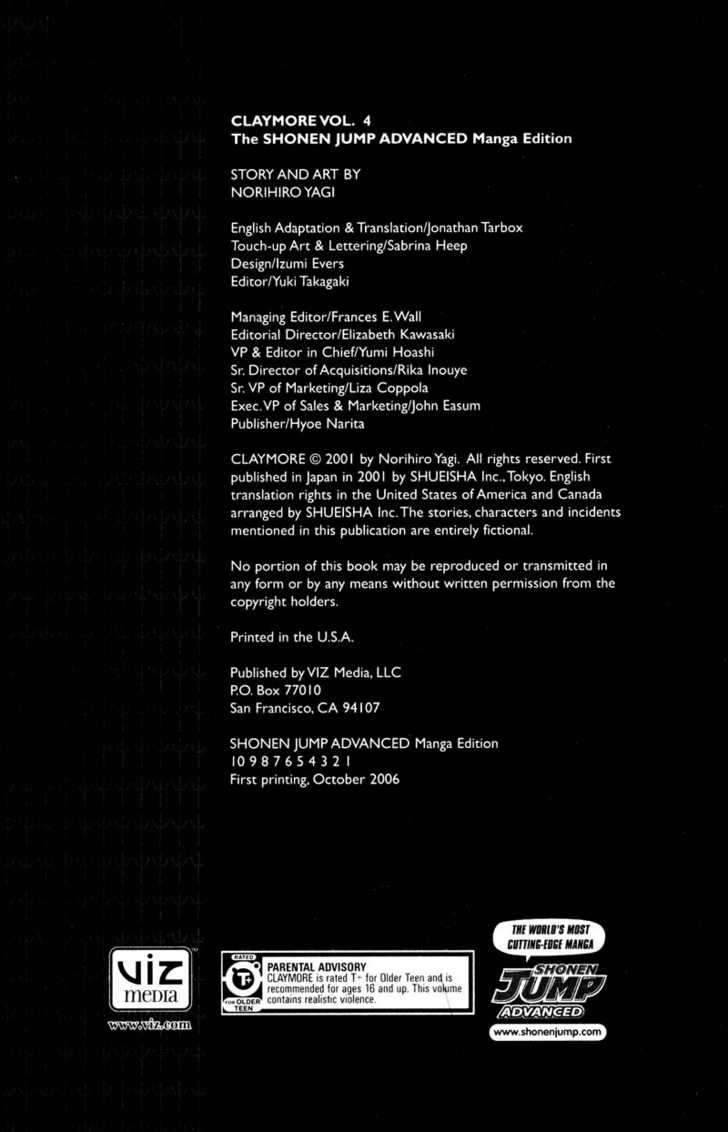 CLAYMORE VOL. 4
The SHONEN JUMP ADVANCED Manga Edition
STORY AND ART BY
NORIHIRO YAGI
English Adaptation & Translation/Jonathan Tarbox
Touch-up Art & Lettering/Sabrina Heep
Design/Izumi Evers
Editor/Yuki Takagaki
Managing Editor/Frances E. Wall
Editorial Director/Elizabeth Kawasaki
VP & Editor in Chief/Yumi Hoashi
Sr. Director of Acquisitions/Rika Inouye
Sr. VP of Marketing/Liza Coppola
Exec. VP of Sales & Marketing/John Easum
Publisher/Hyoe Narita
CLAYMORE © 2001 by Norihiro Yagi. All rights reserved. First
published in Japan in 2001 by SHUEISHA Inc., Tokyo. English
translation rights in the United States of America and Canada
arranged by SHUEISHA Inc. The stories, characters and incidents
mentioned in this publication are entirely fictional.
No portion of this book may be reproduced or transmitted in
any form or by any means without written permission from the
copyright holders.
Printed in the U.S.A.
Published by VIZ Media, LLC
P.O. Box 77010
San Francisco, CA 94107
SHONEN JUMP ADVANCED Manga Edition
10 9 8 7 6 5 4 3 2 1
First printing, October 2006
VIZ
media
™
www.viz.com
RATED
T+
FOR OLDER
TEEN
PARENTAL ADVISORY
CLAYMORE is rated T+ for Older Teen and is
recommended for ages 16 and up. This volume
contains realistic violence.
THE WORLD'S MOST
CUTTING-EDGE MANGA
SHONEN
JUMP
ADVANCED
www.shonenjump.com